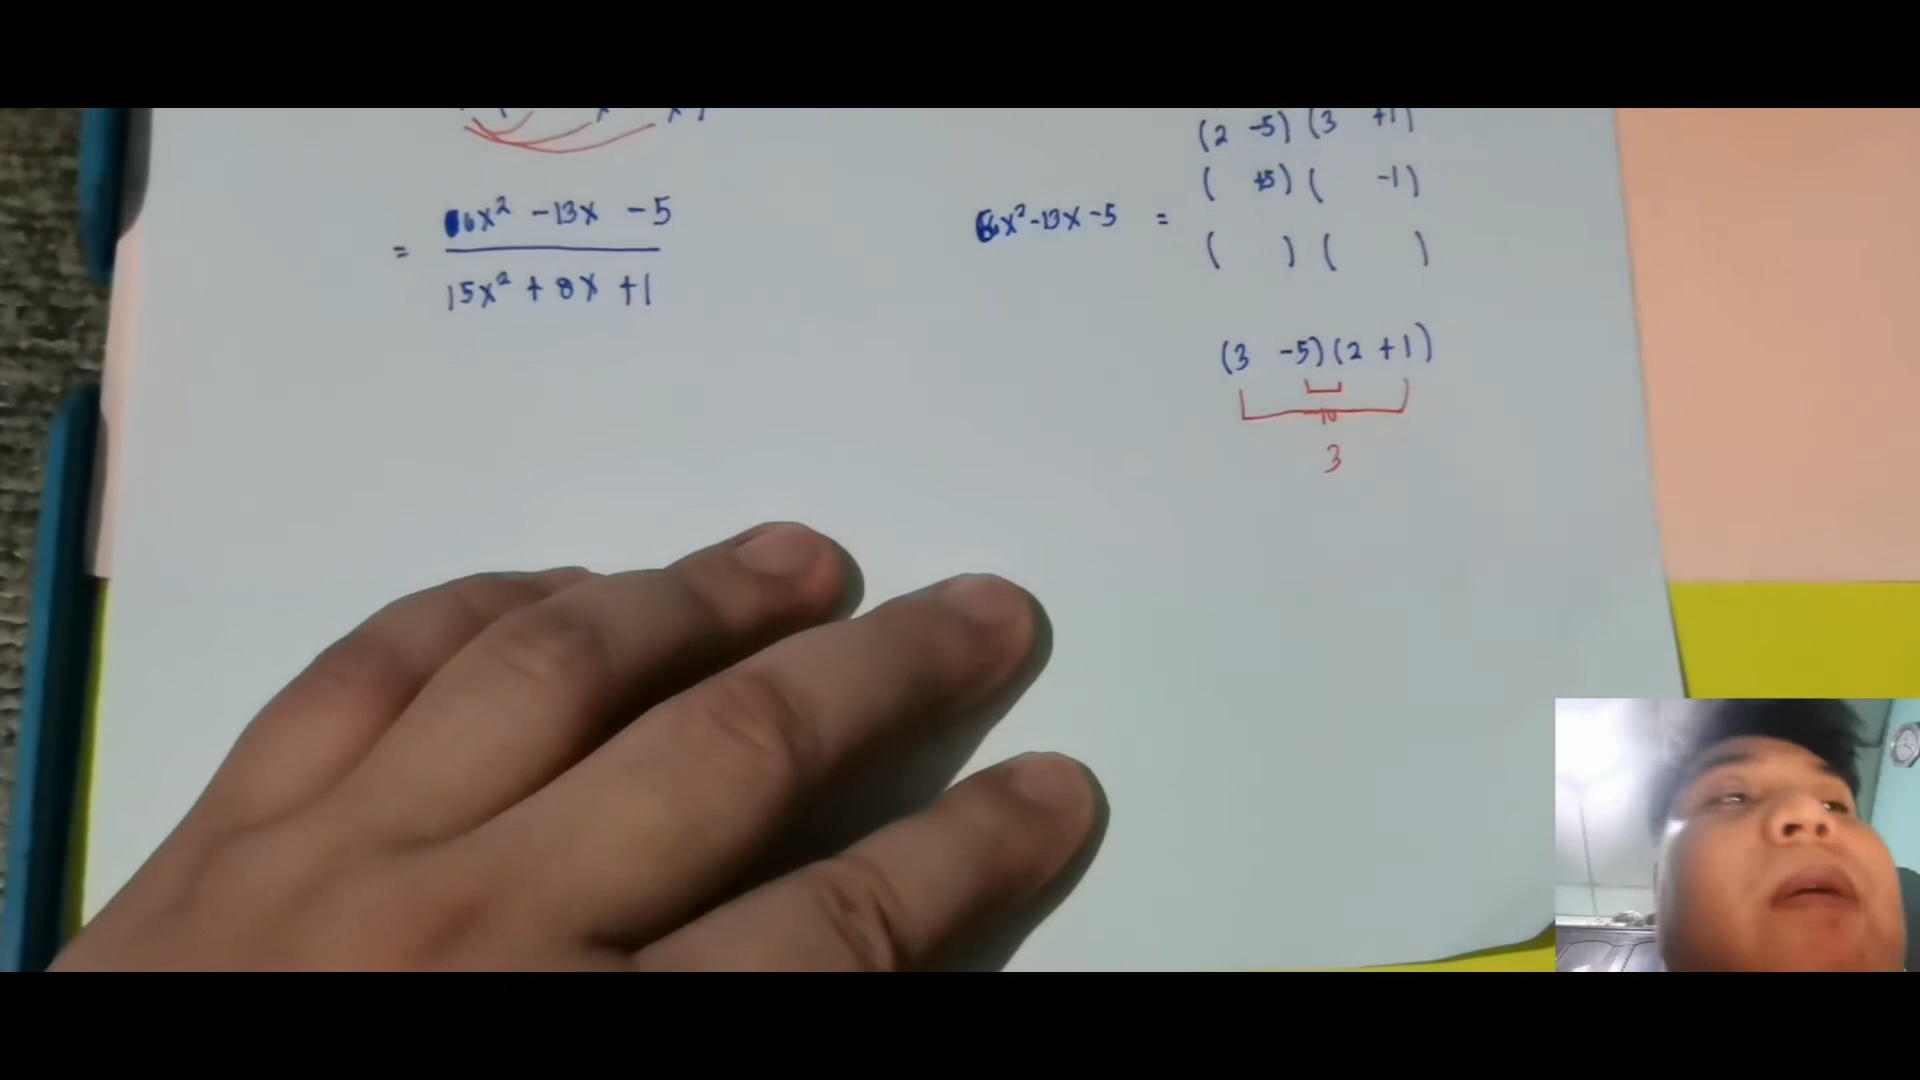 (2 -5) (3 +1)
( +5) ( -1)
= 6x² -13x -5 / 15x² + 8x +1
6x² -13x -5 =
( ) ( )
(3 -5)(2 +1)
10
3